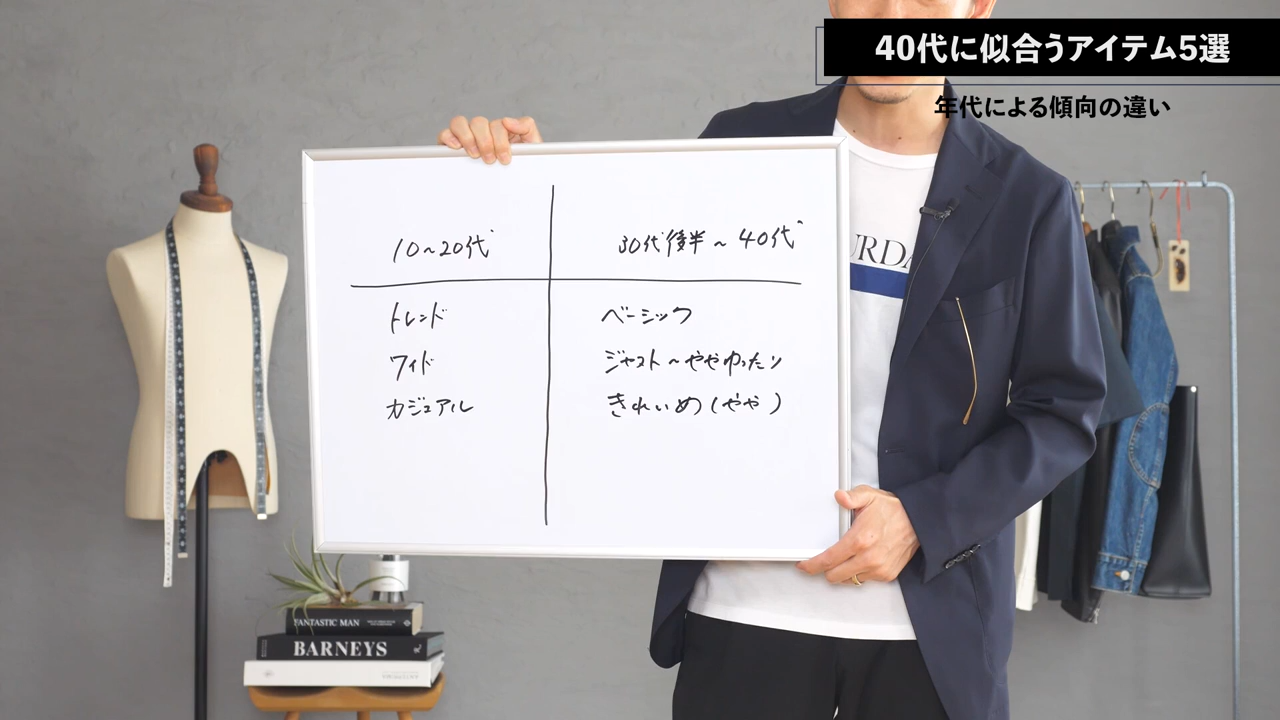 40代に似合うアイテム5選
年代による傾向の違い
10~20代
30代後半~40代
トレンド
ベーシック
ワイド
ジャスト~ややゆったり
カジュアル
きれいめ(やや)
URDA
FANTASTIC MAN
BARNEYS